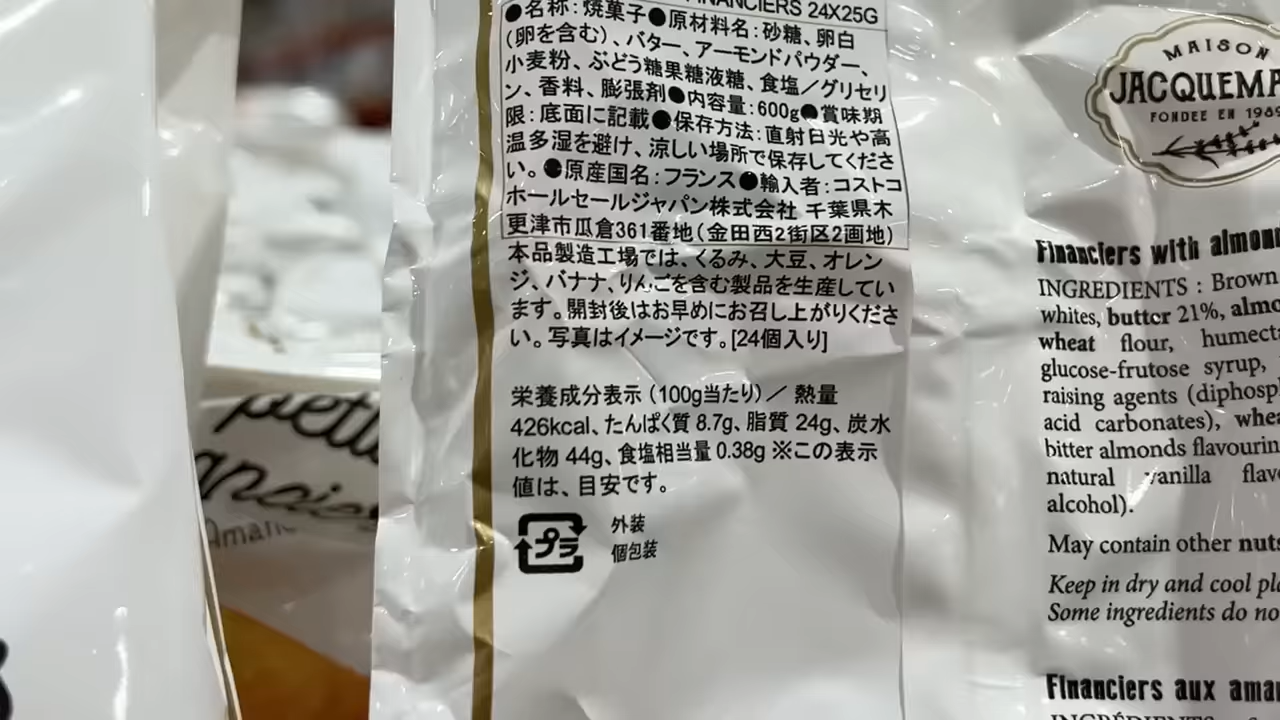 FINANCIERS 24X25G
●名称:焼菓子●原材料名:砂糖、卵白
(卵を含む)、バター、アーモンドパウダー、
小麦粉、ぶどう糖果糖液糖、食塩/グリセリ
ン、香料、膨張剤●内容量:600g●賞味期
限:底面に記載●保存方法:直射日光や高
温多湿を避け、涼しい場所で保存してくださ
い。●原産国名:フランス●輸入者:コストコ
ホールセールジャパン株式会社 千葉県木
更津市瓜倉361番地(金田西2街区2画地)
本品製造工場では、くるみ、大豆、オレン
ジ、バナナ、りんごを含む製品を生産してい
ます。開封後はお早めにお召し上がりくださ
い。写真はイメージです。[24個入り]
栄養成分表示(100g当たり)/ 熱量
426kcal、たんぱく質 8.7g、脂質 24g、炭水
化物 44g、食塩相当量 0.38g ※この表示
値は、目安です。
プラ
外装
個包装
MAISON
JACQUEMA
FONDÉE EN 1989
Financiers with almon
INGREDIENTS : Brown
whites, butter 21%, almo
wheat flour, humecta
glucose-frutose syrup,
raising agents (diphosp
acid carbonates), whea
bitter almonds flavourin
natural vanilla flav
alcohol).
May contain other nuts
Keep in dry and cool pla
Some ingredients do no
Financiers aux aman
INGRÉDIENTS
petit
ancier
Aman